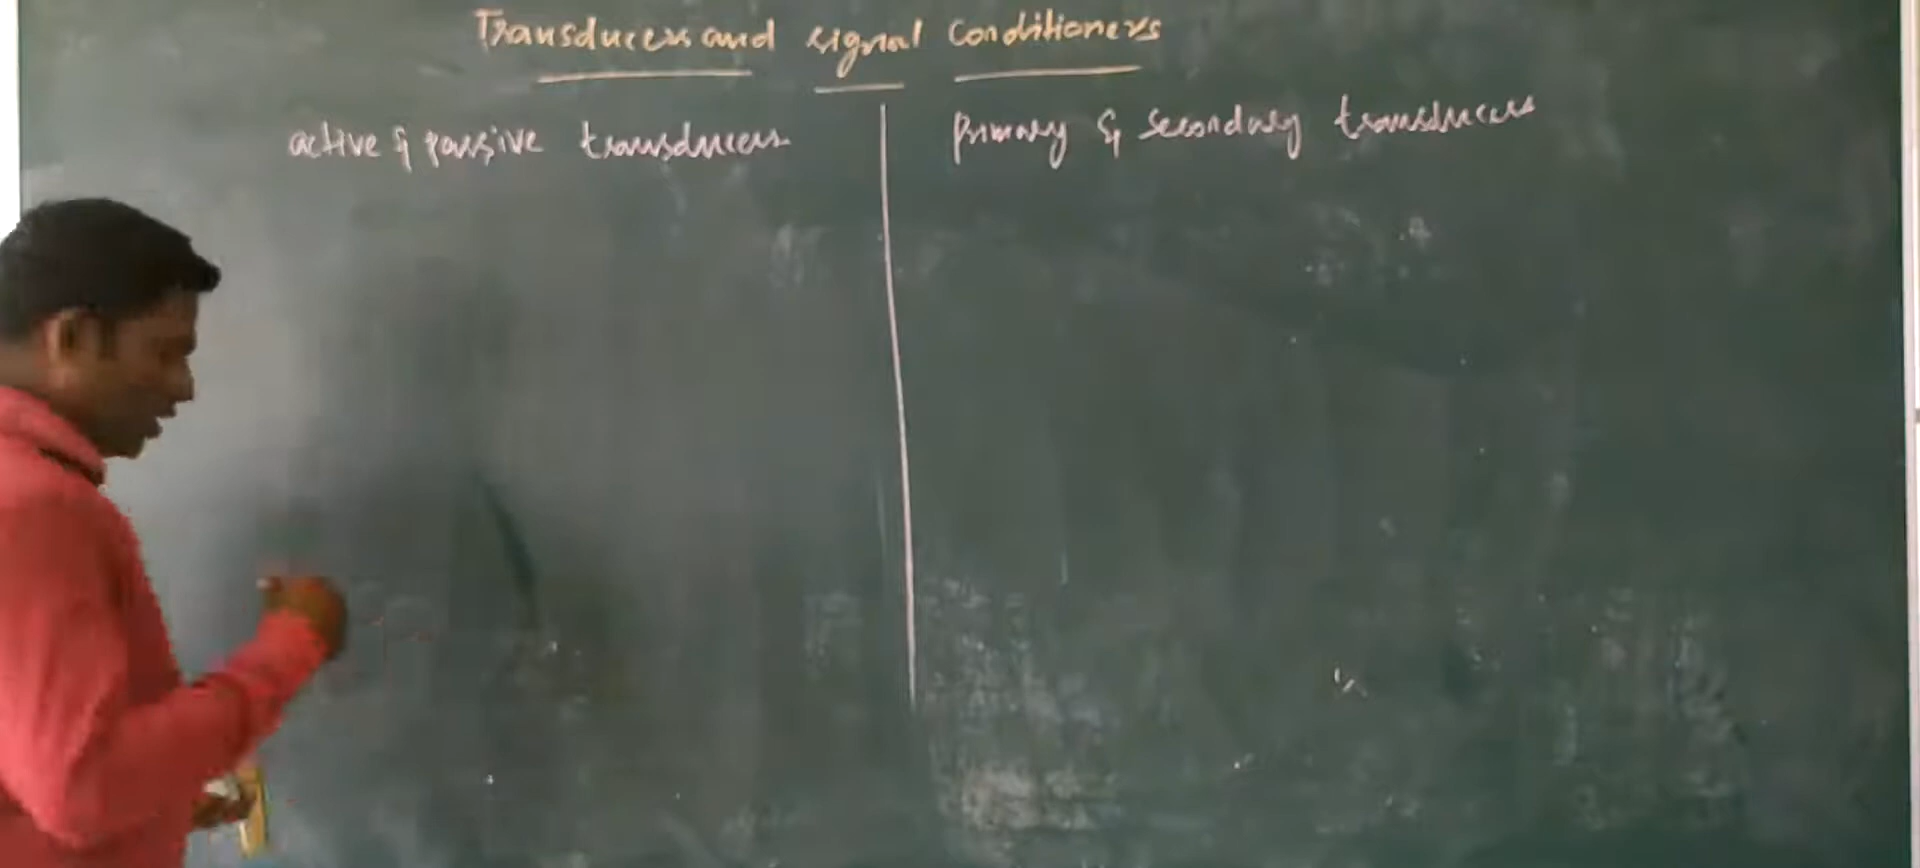 Transducers and signal conditioners
active & passive transducers
Primary & secondary transducers